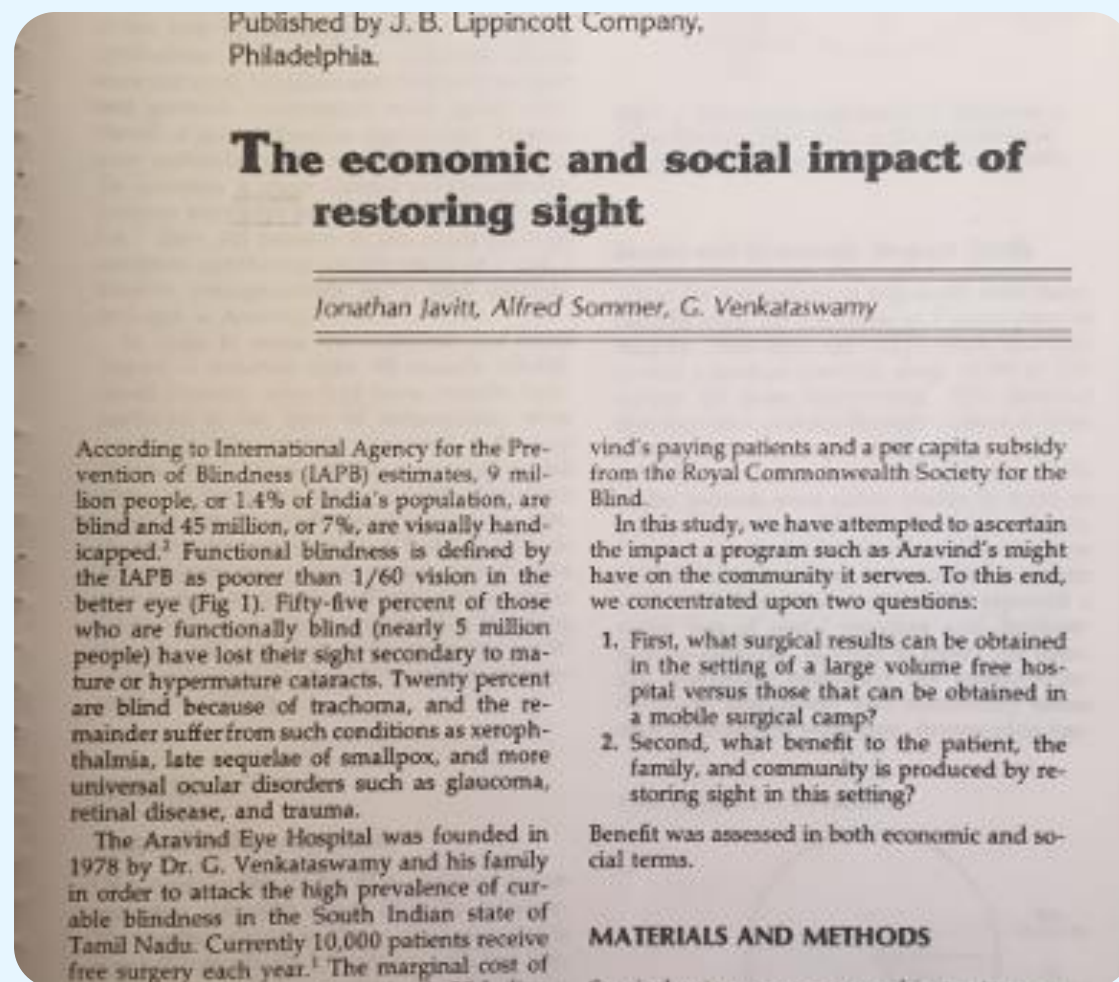 Published by J. B. Lippincott Company,
Philadelphia.
The economic and social impact of
restoring sight
Jonathan Javitt, Alfred Sommer, G. Venkataswamy
According to International Agency for the Pre-
vention of Blindness (IAPB) estimates, 9 mil-
lion people, or 1.4% of India's population, are
blind and 45 million, or 7%, are visually hand-
icapped.² Functional blindness is defined by
the IAPB as poorer than 1/60 vision in the
better eye (Fig 1). Fifty-five percent of those
who are functionally blind (nearly 5 million
people) have lost their sight secondary to ma-
ture or hypermature cataracts. Twenty percent
are blind because of trachoma, and the re-
mainder suffer from such conditions as xeroph-
thalmia, late sequelae of smallpox, and more
universal ocular disorders such as glaucoma,
retinal disease, and trauma.
The Aravind Eye Hospital was founded in
1978 by Dr. G. Venkataswamy and his family
in order to attack the high prevalence of cur-
able blindness in the South Indian state of
Tamil Nadu. Currently 10,000 patients receive
free surgery each year.¹ The marginal cost of
vind's paying patients and a per capita subsidy
from the Royal Commonwealth Society for the
Blind.
In this study, we have attempted to ascertain
the impact a program such as Aravind's might
have on the community it serves. To this end,
we concentrated upon two questions:
1. First, what surgical results can be obtained
in the setting of a large volume free hos-
pital versus those that can be obtained in
a mobile surgical camp?
2. Second, what benefit to the patient, the
family, and community is produced by re-
storing sight in this setting?
Benefit was assessed in both economic and so-
cial terms.
MATERIALS AND METHODS